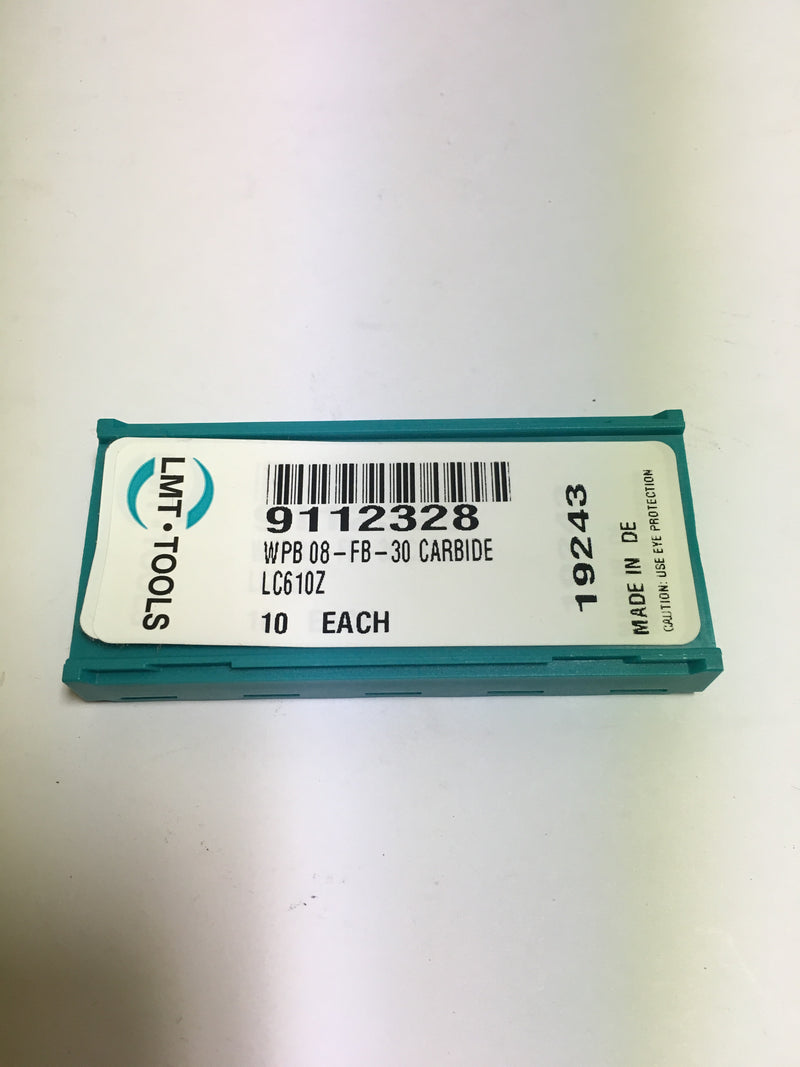 LMT•TOOLS
9112328
WPB 08-FB-30 CARBIDE
LC610Z
10 EACH
19243
MADE IN DE
CAUTION: USE EYE PROTECTION